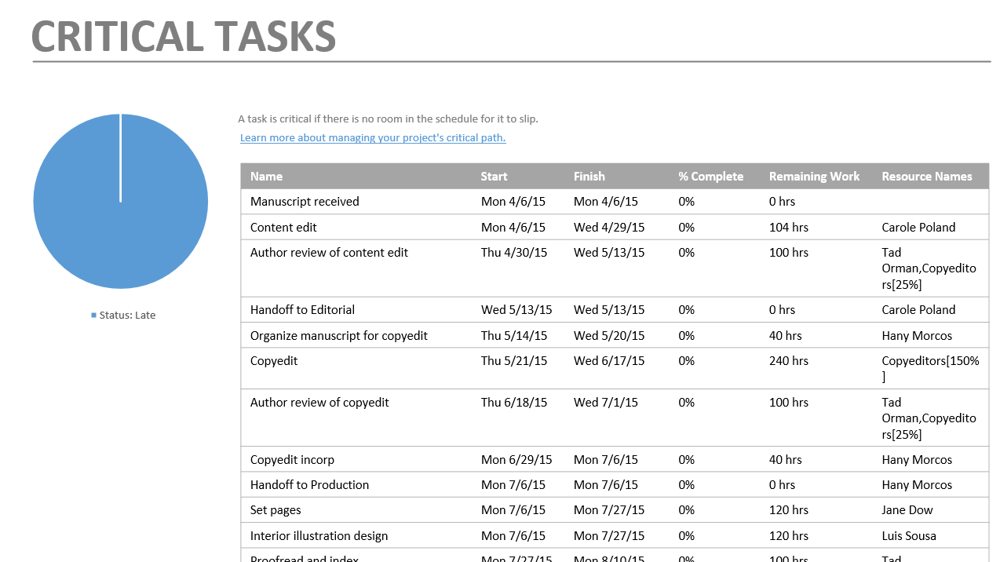 CRITICAL TASKS
A task is critical if there is no room in the schedule for it to slip.
Learn more about managing your project's critical path.
Status: Late
Name Start Finish % Complete Remaining Work Resource Names
Manuscript received Mon 4/6/15 Mon 4/6/15 0% 0 hrs
Content edit Mon 4/6/15 Wed 4/29/15 0% 104 hrs Carole Poland
Author review of content edit Thu 4/30/15 Wed 5/13/15 0% 100 hrs Tad
Orman,Copyedito
rs[25%]
Handoff to Editorial Wed 5/13/15 Wed 5/13/15 0% 0 hrs Carole Poland
Organize manuscript for copyedit Thu 5/14/15 Wed 5/20/15 0% 40 hrs Hany Morcos
Copyedit Thu 5/21/15 Wed 6/17/15 0% 240 hrs Copyeditors[150%
]
Author review of copyedit Thu 6/18/15 Wed 7/1/15 0% 100 hrs Tad
Orman,Copyedito
rs[25%]
Copyedit incorp Mon 6/29/15 Mon 7/6/15 0% 40 hrs Hany Morcos
Handoff to Production Mon 7/6/15 Mon 7/6/15 0% 0 hrs Hany Morcos
Set pages Mon 7/6/15 Mon 7/27/15 0% 120 hrs Jane Dow
Interior illustration design Mon 7/6/15 Mon 7/27/15 0% 120 hrs Luis Sousa
Proofread and index Mon 7/27/15 Mon 8/10/15 0% 100 hrs Tad